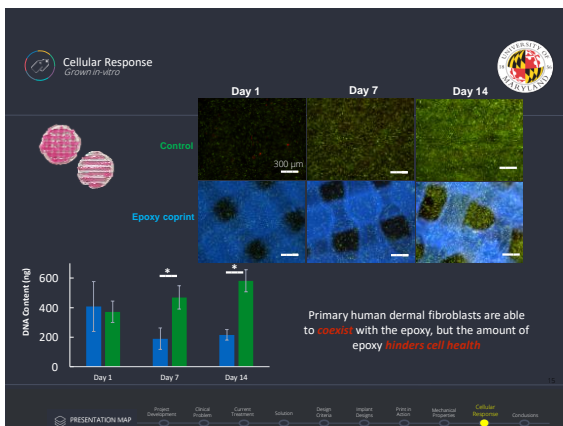 Cellular Response
Grown in-vitro
UNIVERSITY OF
18 56
MARYLAND
Day 1
Day 7
Day 14
Control
300 μm
Epoxy coprint
DNA Content (ng)
600
400
200
0
*
*
Day 1
Day 7
Day 14
Primary human dermal fibroblasts are able
to coexist with the epoxy, but the amount of
epoxy hinders cell health
15
PRESENTATION MAP
Project
Development
Clinical
Problem
Current
Treatment
Solution
Design
Criteria
Implant
Designs
Print in
Action
Mechanical
Properties
Cellular
Response
Conclusions